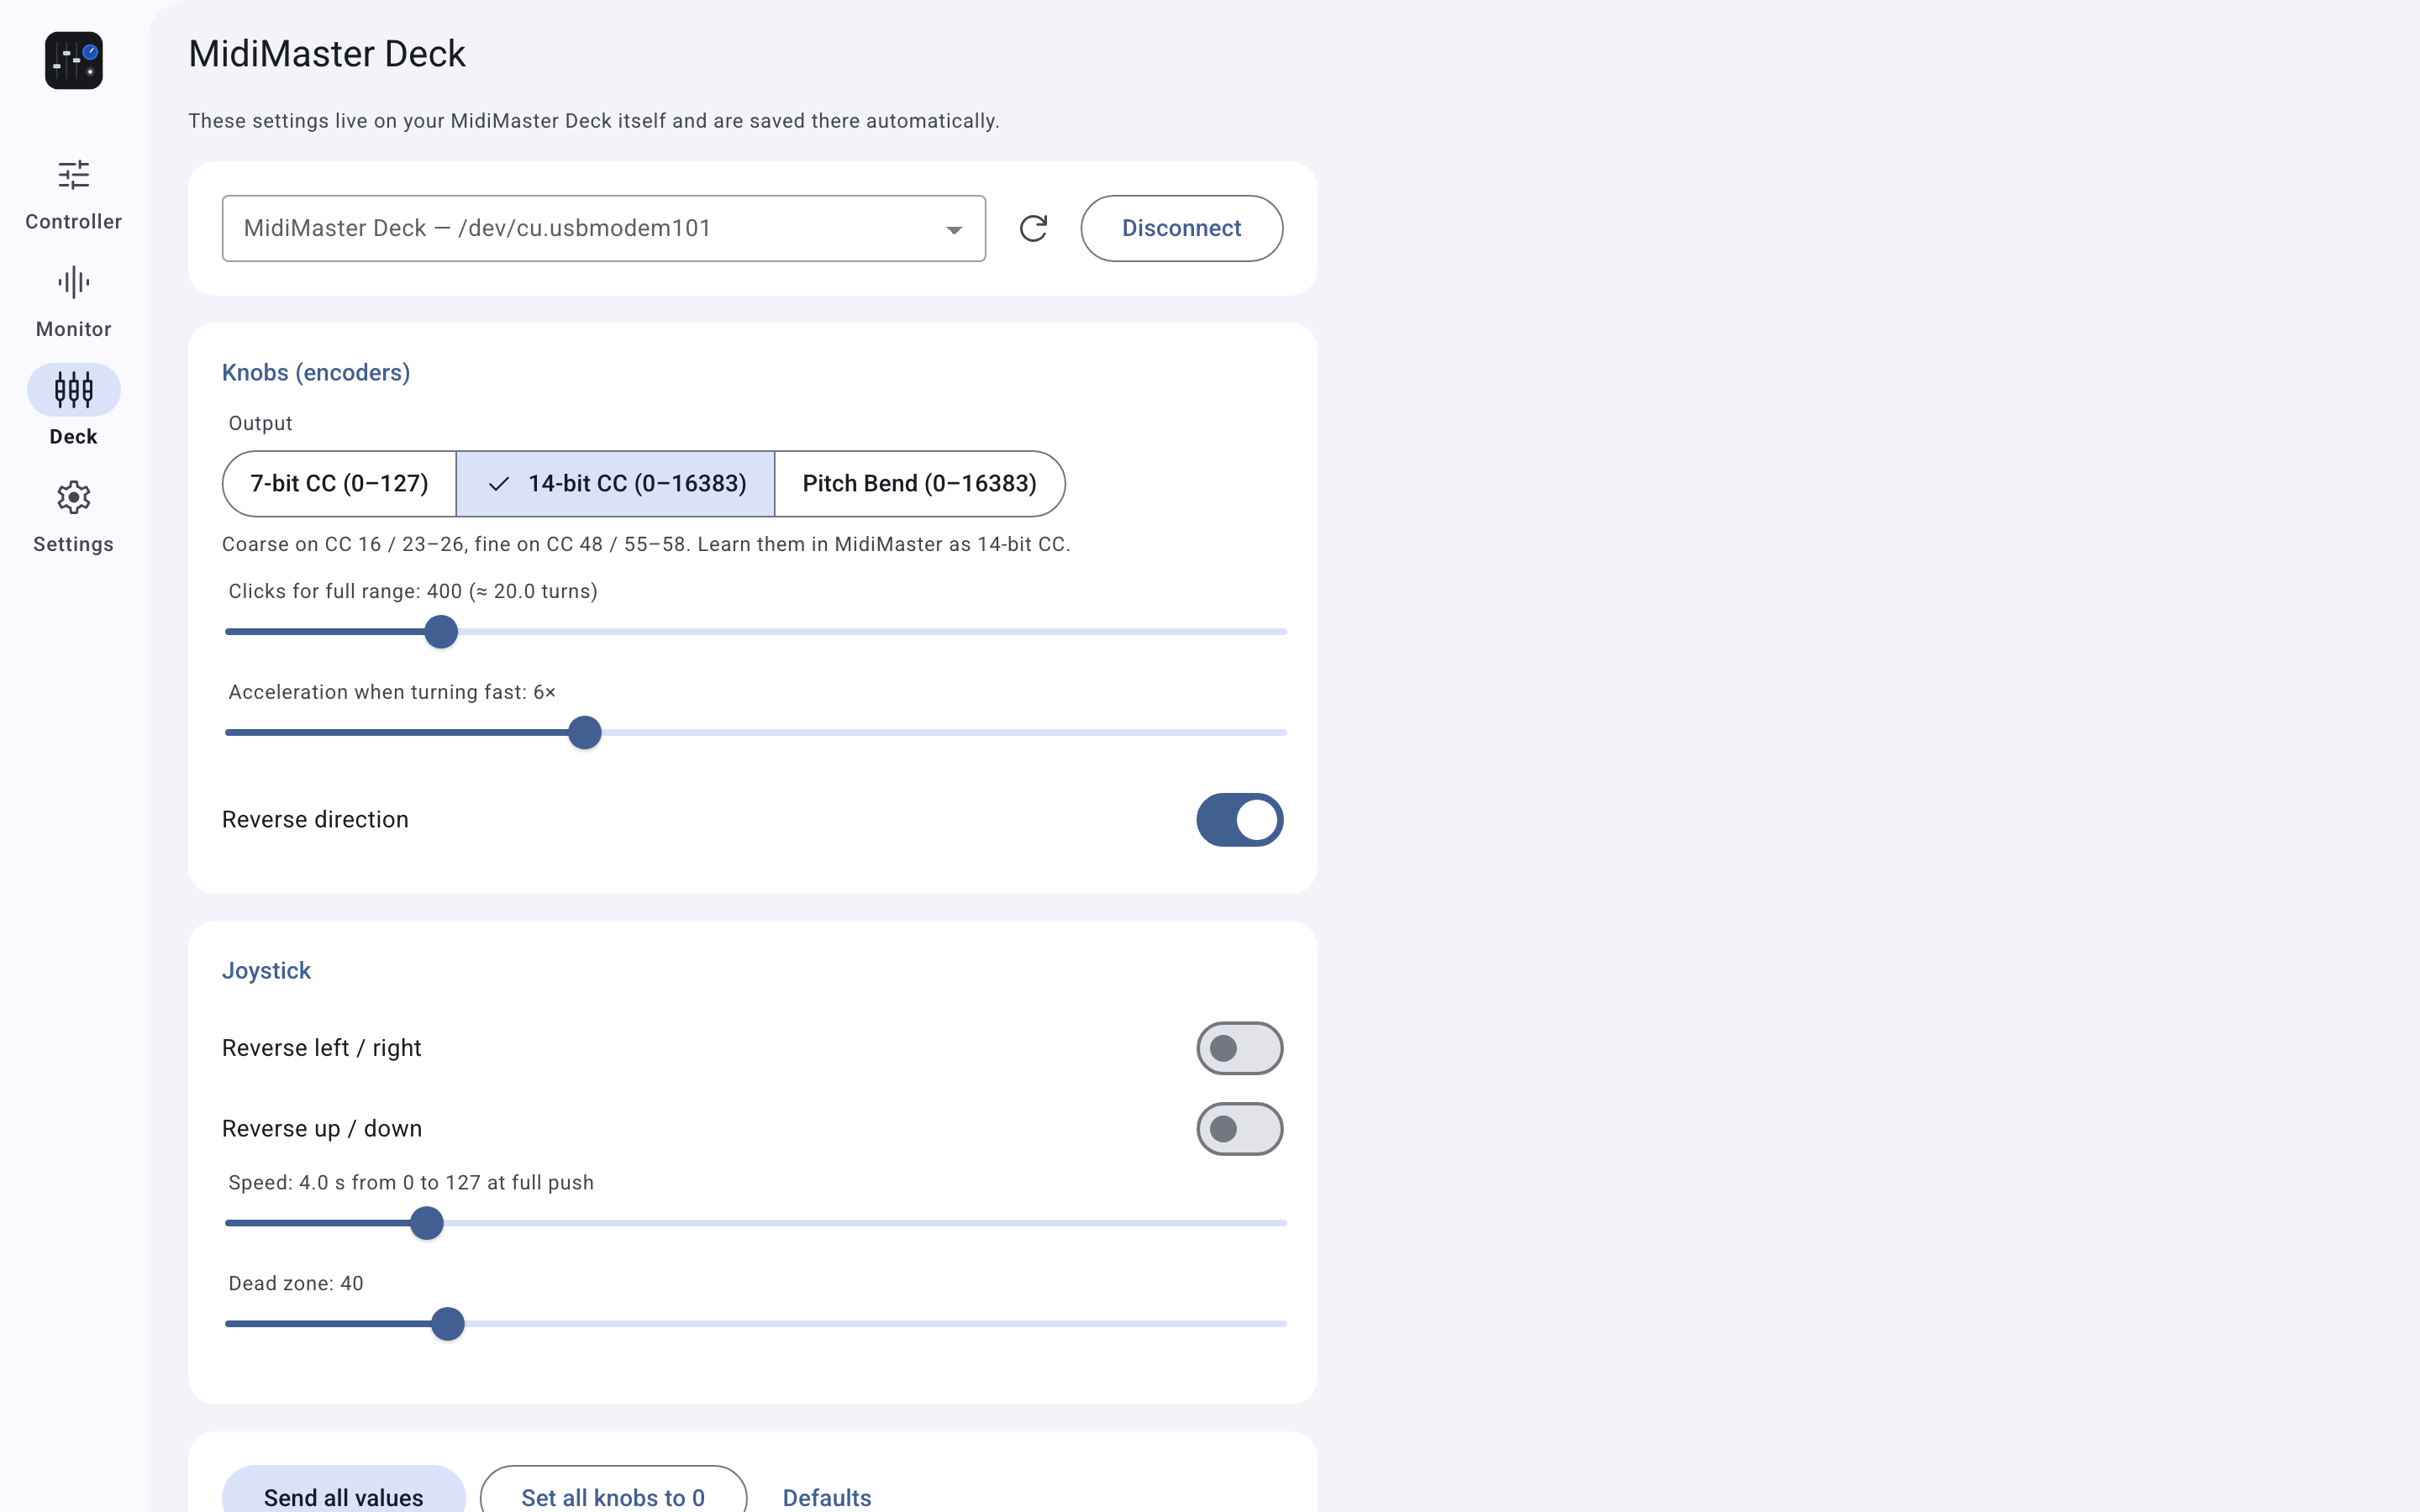 MidiMaster Deck
These settings live on your MidiMaster Deck itself and are saved there automatically.
Controller
Monitor
Deck
Settings
MidiMaster Deck — /dev/cu.usbmodem101
Disconnect
Knobs (encoders)
Output
7-bit CC (0–127)
14-bit CC (0–16383)
Pitch Bend (0–16383)
Coarse on CC 16 / 23–26, fine on CC 48 / 55–58. Learn them in MidiMaster as 14-bit CC.
Clicks for full range: 400 (≈ 20.0 turns)
Acceleration when turning fast: 6×
Reverse direction
Joystick
Reverse left / right
Reverse up / down
Speed: 4.0 s from 0 to 127 at full push
Dead zone: 40
Send all values
Set all knobs to 0
Defaults